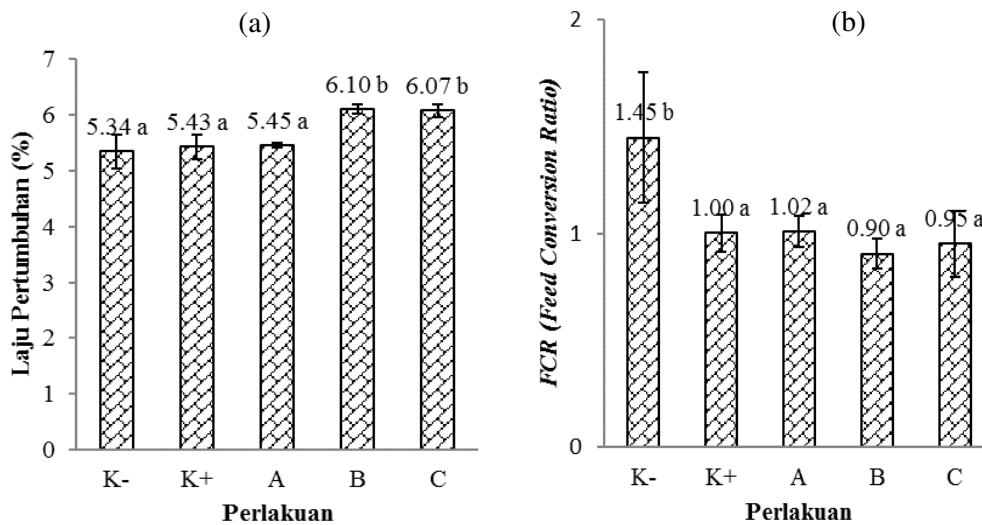 (a)
7
6
5
4
3
2
1
0
Laju Pertumbuhan (%)
5.34 a
5.43 a
5.45 a
6.10 b
6.07 b
K- K+ A B C
Perlakuan
(b)
2
1
0
FCR (Feed Conversion Ratio)
1.45 b
1.00 a
1.02 a
0.90 a
0.95 a
K- K+ A B C
Perlakuan